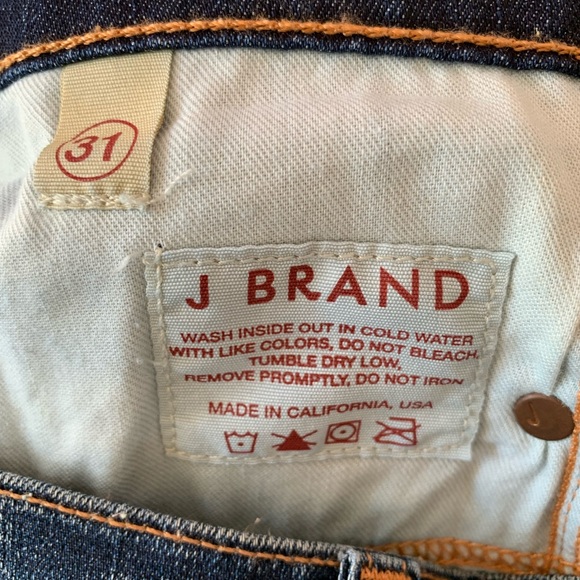 31
J BRAND
WASH INSIDE OUT IN COLD WATER
WITH LIKE COLORS, DO NOT BLEACH,
TUMBLE DRY LOW,
REMOVE PROMPTLY, DO NOT IRON
MADE IN CALIFORNIA, USA
J